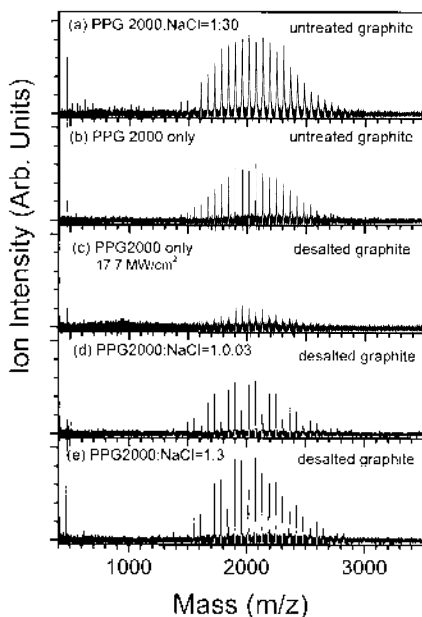 (a) PPG 2000.NaCl=1:30
untreated graphite
(b) PPG 2000 only
untreated graphite
(c) PPG2000 only
17 7 MW/cm²
desalted graphite
(d) PPG2000:NaCl=1.0.03
desalted graphite
(e) PPG2000:NaCl=1.3
desalted graphite
Ion Intensity (Arb. Units)
1000 2000 3000
Mass (m/z)